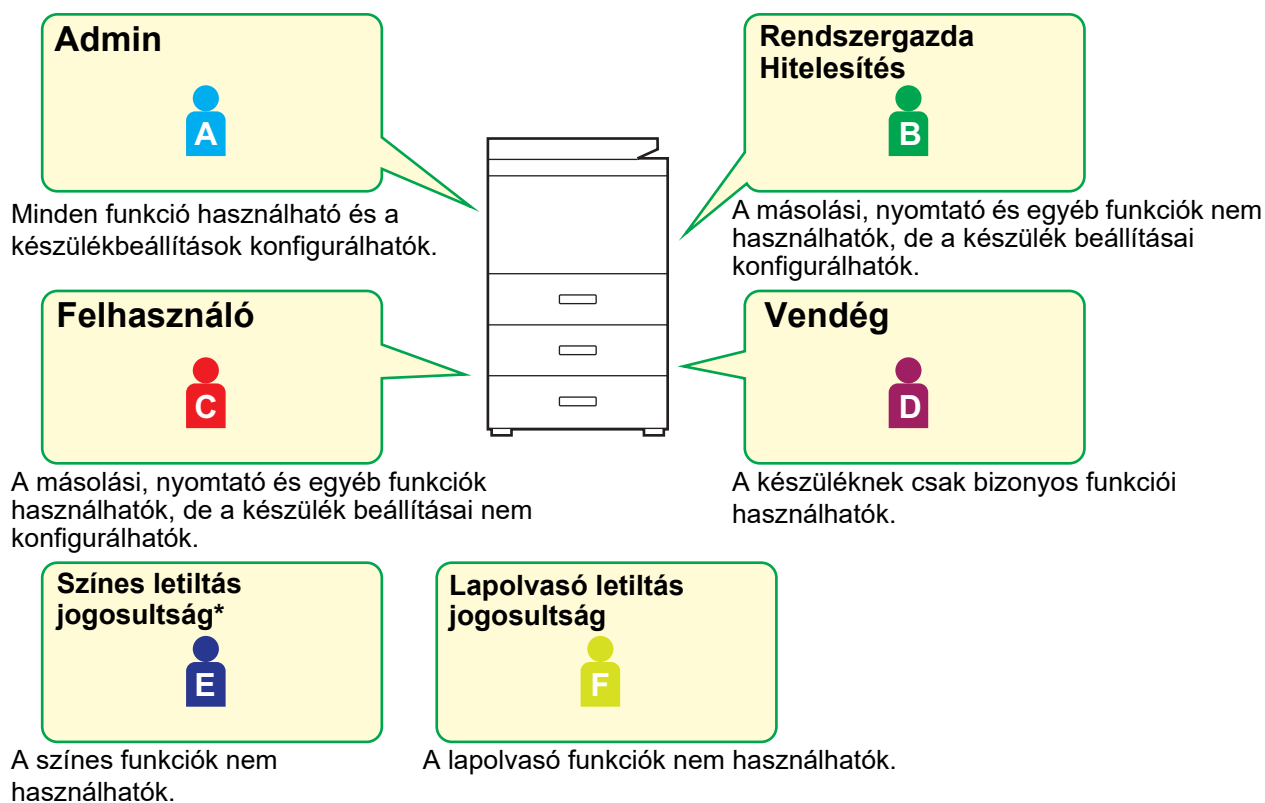 Admin
A
Minden funkció használható és a
készülékbeállítások konfigurálhatók.
Rendszergazda
Hitelesítés
B
A másolási, nyomtató és egyéb funkciók nem
használhatók, de a készülék beállításai
konfigurálhatók.
Felhasználó
C
A másolási, nyomtató és egyéb funkciók
használhatók, de a készülék beállításai nem
konfigurálhatók.
Vendég
D
A készüléknek csak bizonyos funkciói
használhatók.
Színes letiltás
jogosultság*
E
A színes funkciók nem
használhatók.
Lapolvasó letiltás
jogosultság
F
A lapolvasó funkciók nem használhatók.